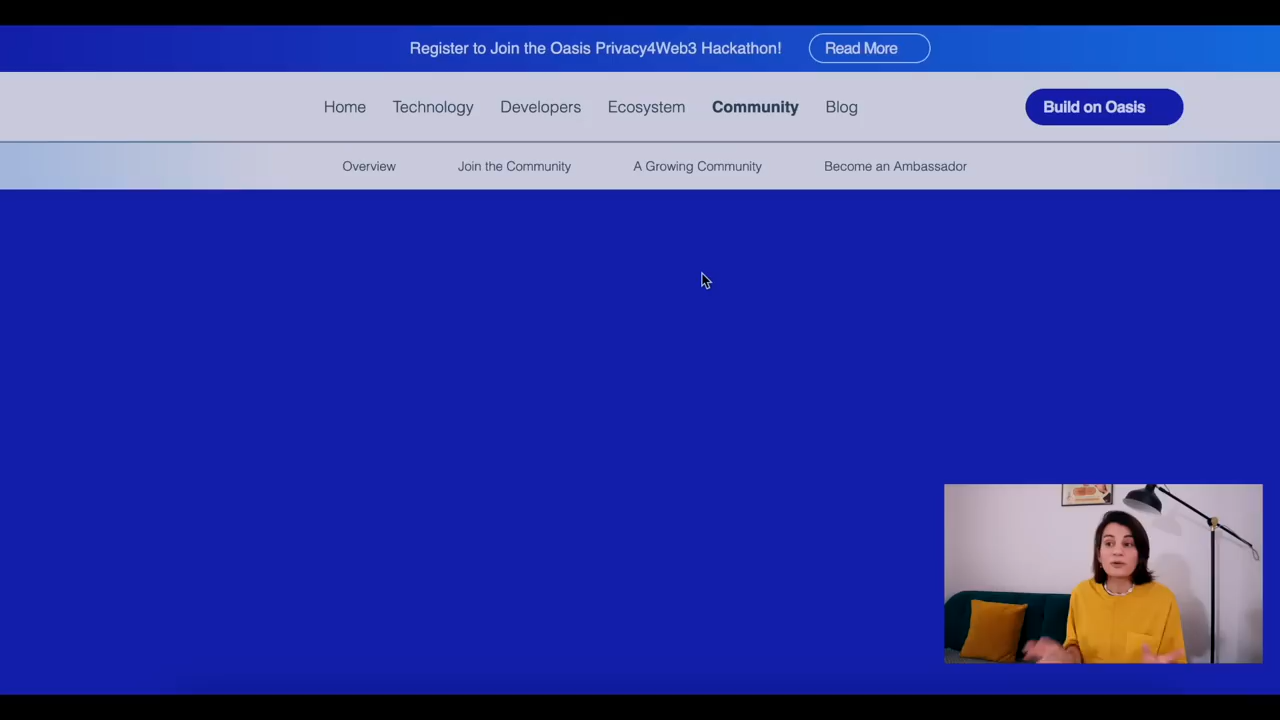 Register to Join the Oasis Privacy4Web3 Hackathon! Read More
Home Technology Developers Ecosystem Community Blog Build on Oasis
Overview Join the Community A Growing Community Become an Ambassador